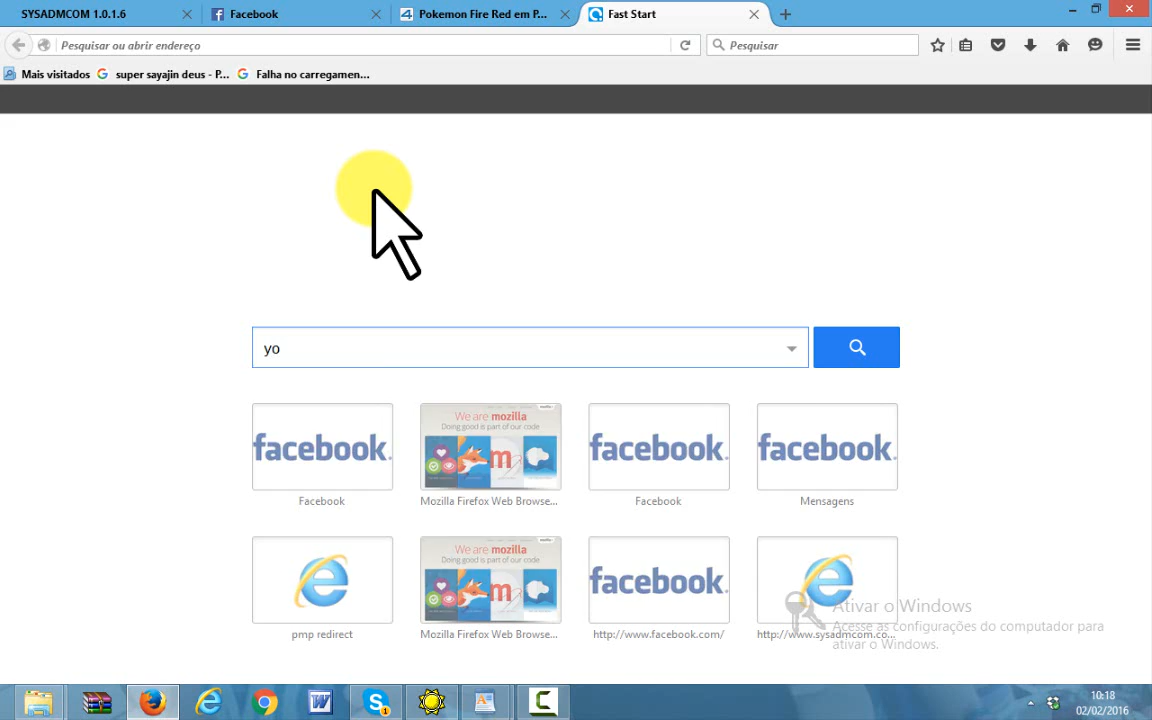 SYSADMCOM 1.0.1.6
Facebook
Pokemon Fire Red em P...
Fast Start
Pesquisar ou abrir endereço
Pesquisar
Mais visitados
super sayajin deus - P...
Falha no carregamen...
yo
facebook.
We are mozilla
Doing good is part of our code
facebook.
facebook.
Facebook
Mozilla Firefox Web Browse...
Facebook
Mensagens
We are mozilla
Doing good is part of our code
facebook.
Ativar o Windows
Acesse as configurações do computador para
ativar o Windows.
pmp redirect
Mozilla Firefox Web Browse...
http://www.facebook.com/
http://www.sysadmcom.co...
10:18
02/02/2016